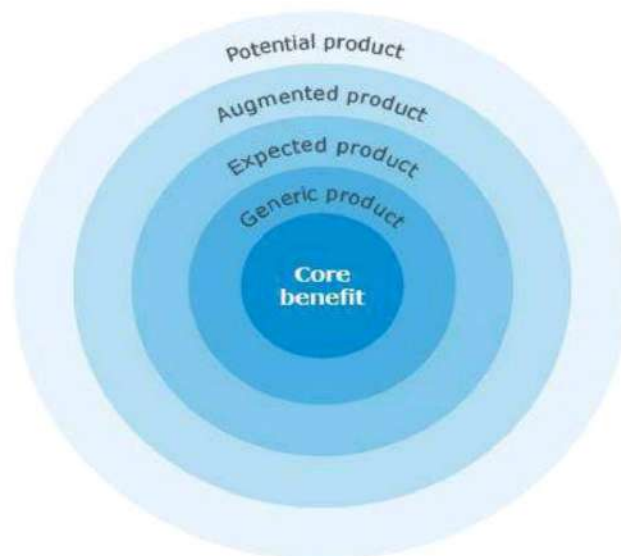 Potential product
Augmented product
Expected product
Generic product
Core
benefit